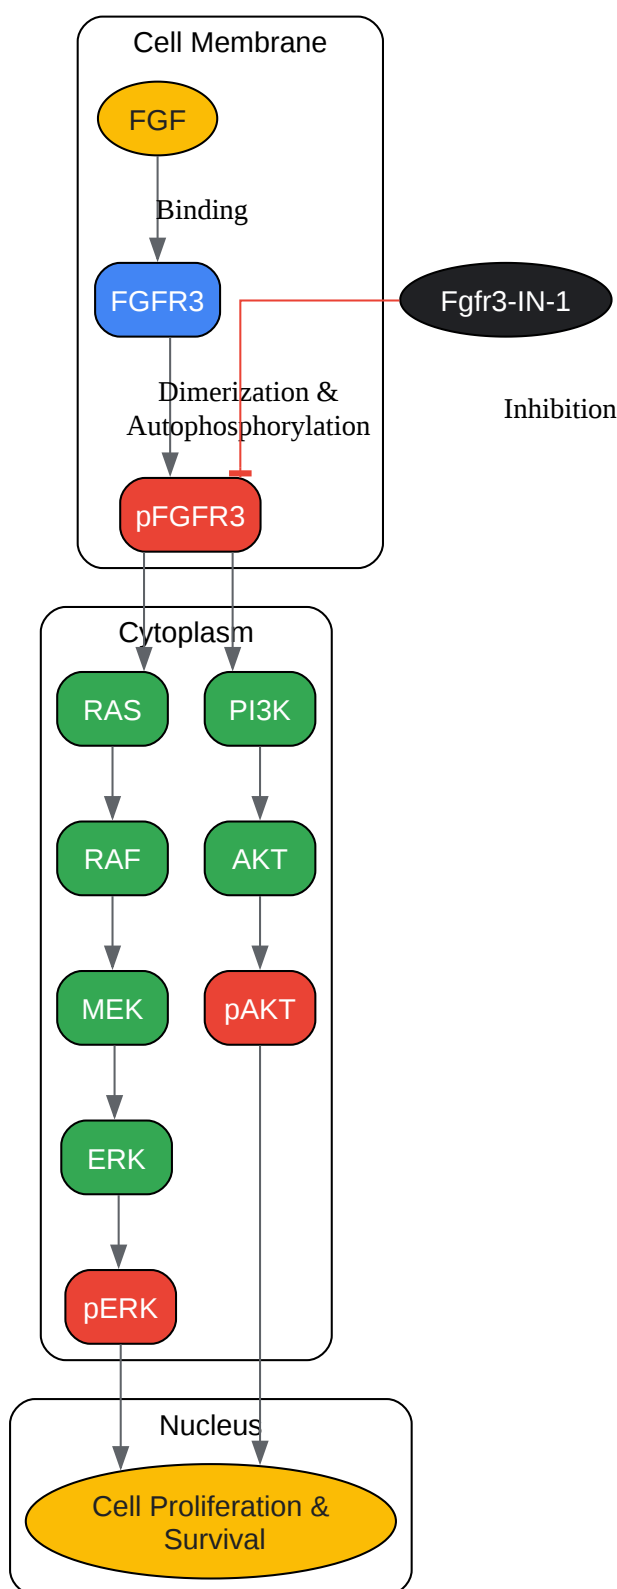 Cell Membrane
FGF
Binding
FGFR3
Fgfr3-IN-1
Dimerization &
Autophosphorylation
Inhibition
pFGFR3
Cytoplasm
RAS
PI3K
RAF
AKT
MEK
pAKT
ERK
pERK
Nucleus
Cell Proliferation &
Survival